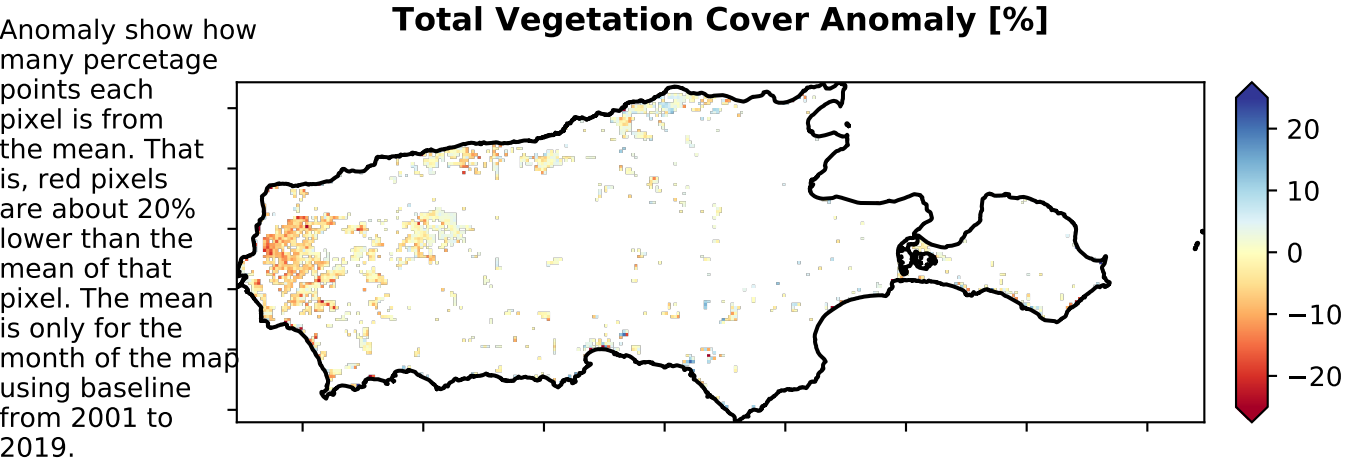 Total Vegetation Cover Anomaly [%]
Anomaly show how
many percetage
points each
pixel is from
the mean. That
is, red pixels
are about 20%
lower than the
mean of that
pixel. The mean
is only for the
month of the map
using baseline
from 2001 to
2019.
20
10
0
−10
−20